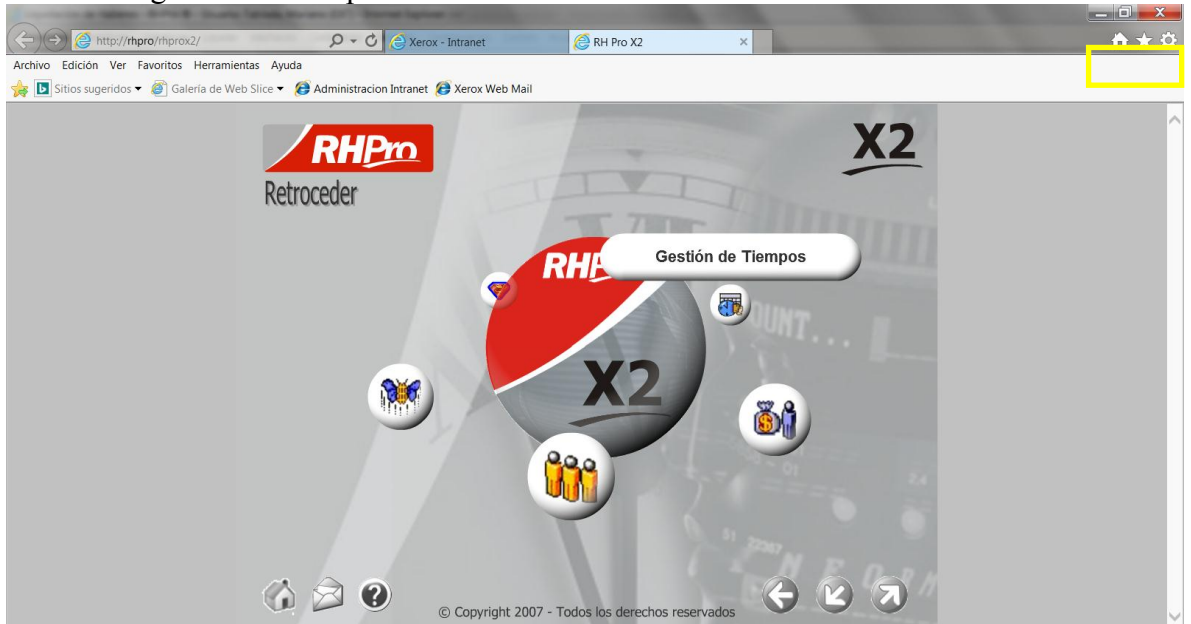 http://rhpro/rhprox2/
Xerox - Intranet
RH Pro X2
Archivo Edición Ver Favoritos Herramientas Ayuda
Sitios sugeridos Galería de Web Slice Administracion Intranet Xerox Web Mail
RHPro
X2
Retroceder
Gestión de Tiempos
RHP
X2
COUNT...
© Copyright 2007 - Todos los derechos reservados